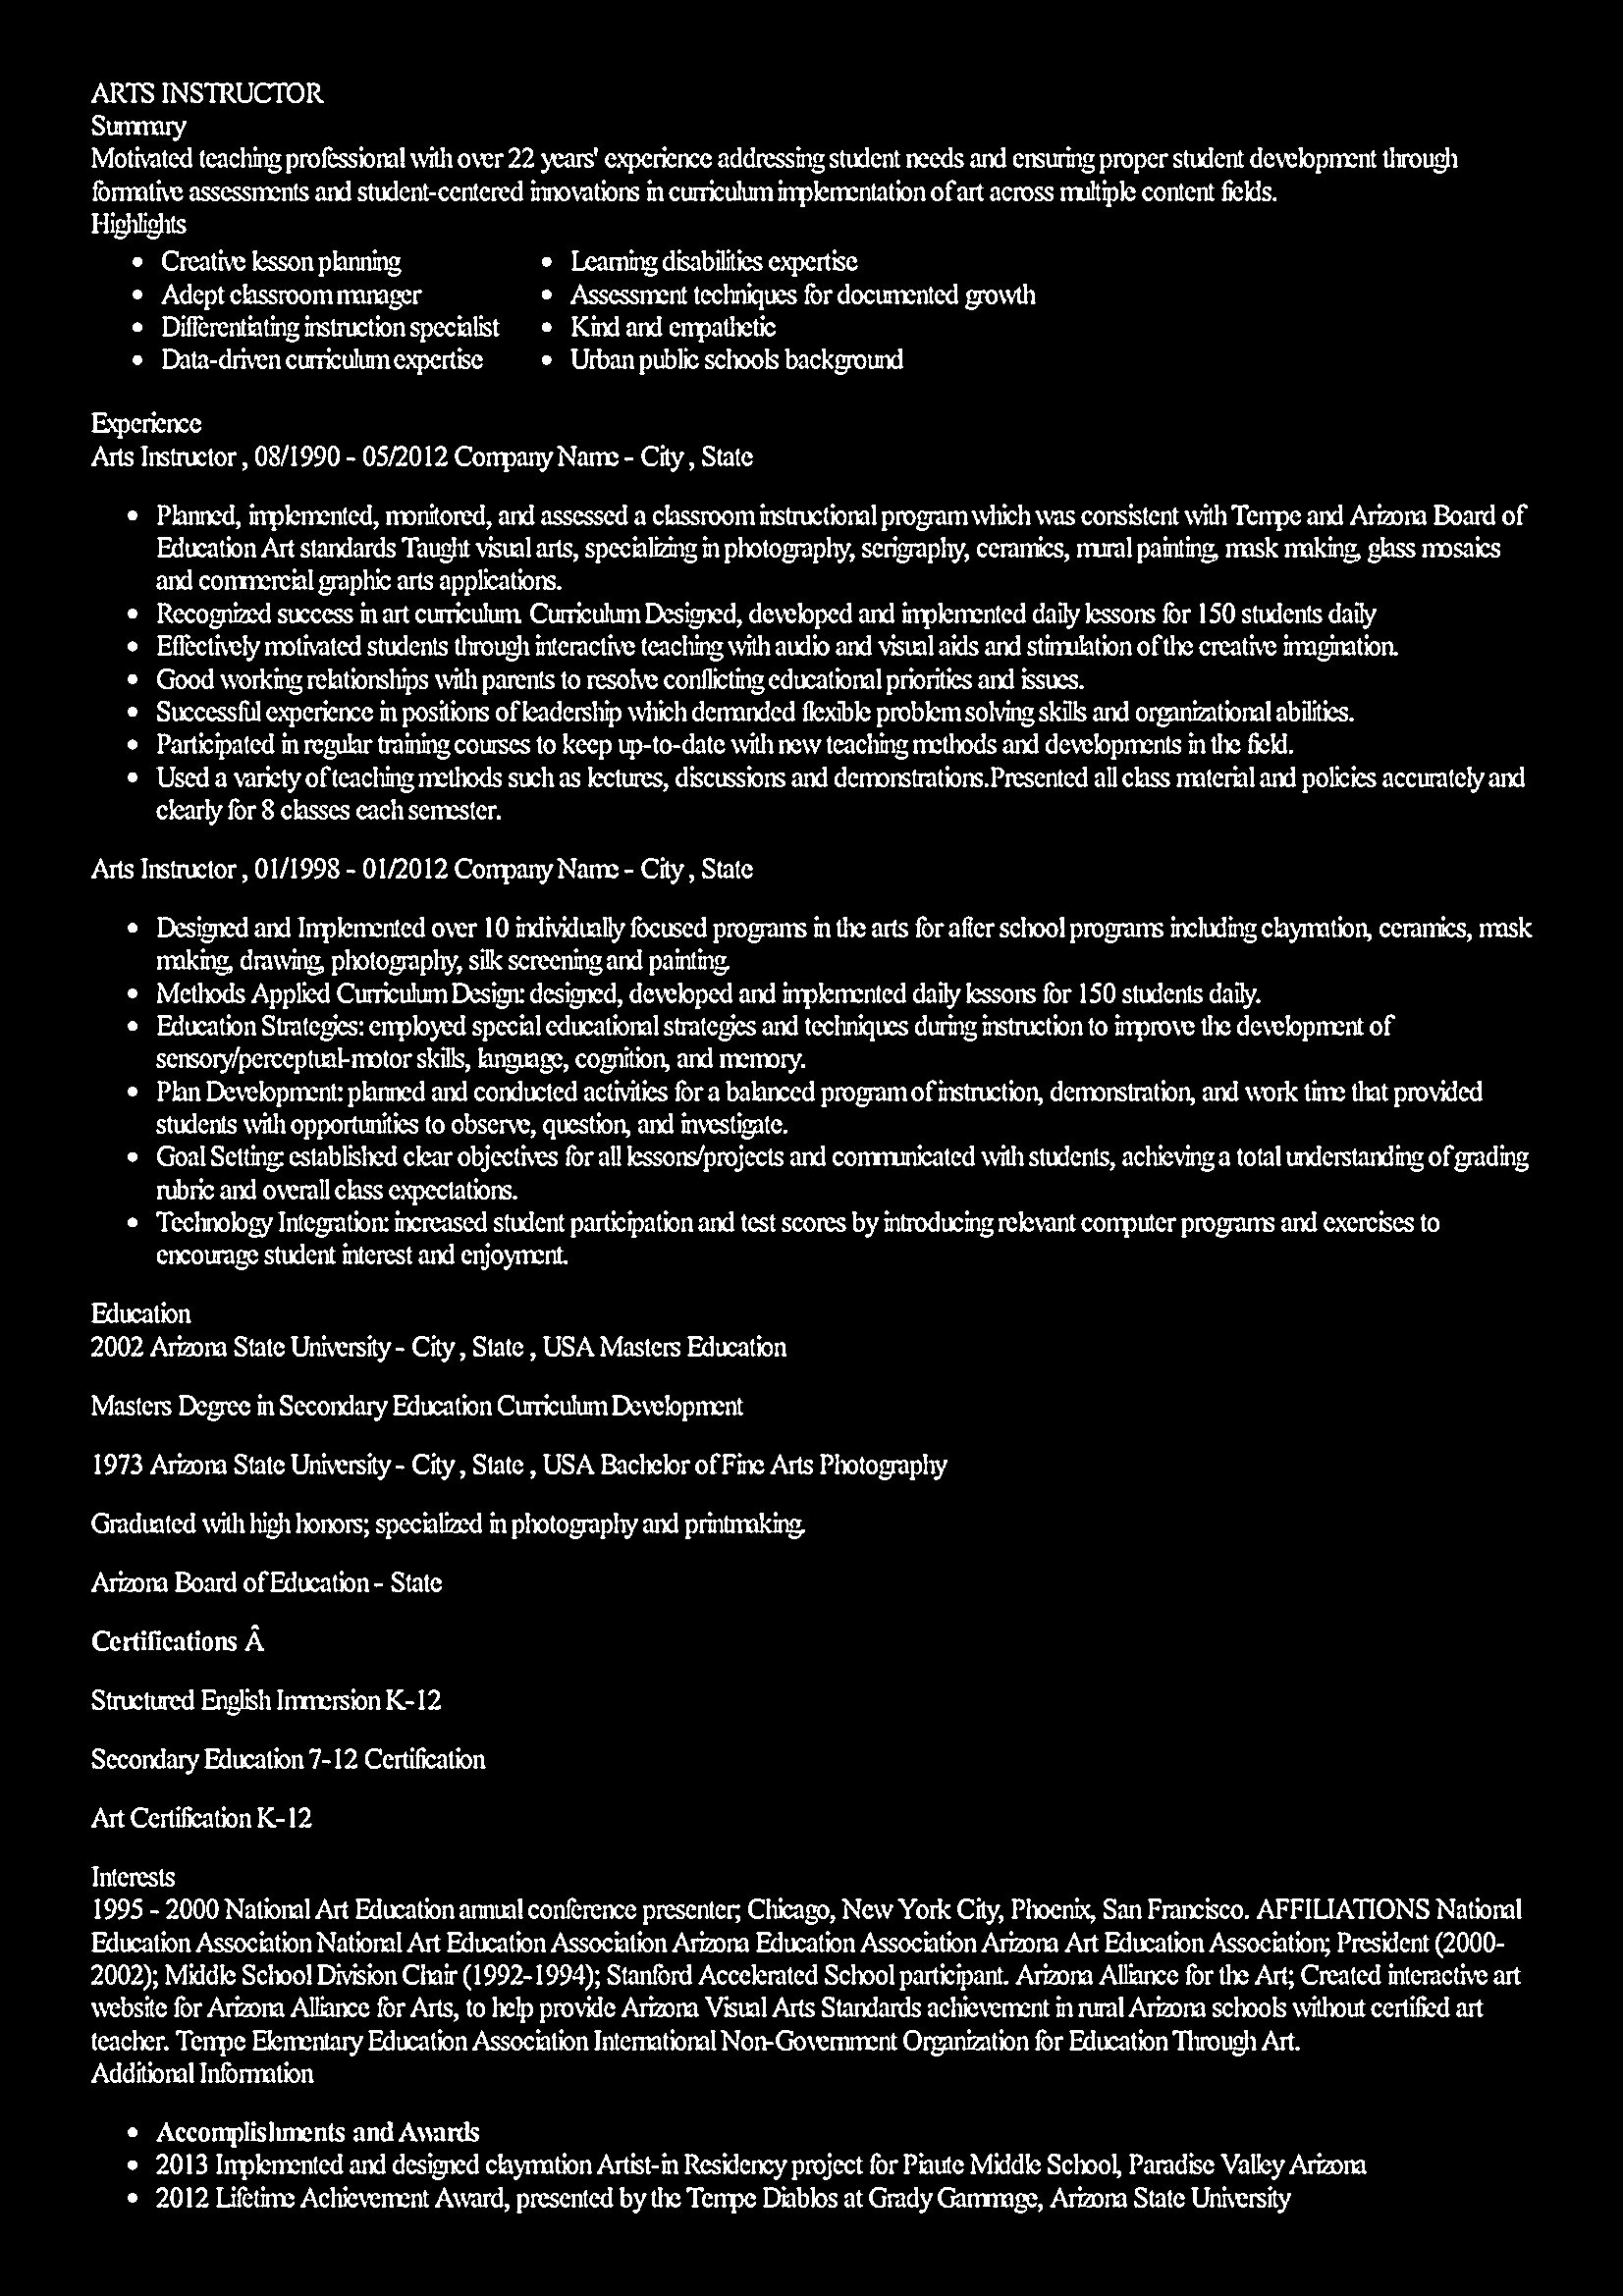 ARTS INSTRUCTOR
Summary
Motivated teaching professional with over 22 years' experience addressing student needs and ensuring proper student development through
formative assessments and student-centered innovations in curriculum implementation of art across multiple content fields.
Highlights
• Creative lesson planning
• Adept classroom manager
• Differentiating instruction specialist
• Data-driven curriculum expertise
• Learning disabilities expertise
• Assessment techniques for documented growth
• Kind and empathetic
• Urban public schools background
Experience
Arts Instructor , 08/1990 - 05/2012 Company Name - City , State
• Planned, implemented, monitored, and assessed a classroom instructional program which was consistent with Tempe and Arizona Board of
Education Art standards Taught visual arts, specializing in photography, serigraphy, ceramics, mural painting, mask making, glass mosaics
and commercial graphic arts applications.
• Recognized success in art curriculum. Curriculum Designed, developed and implemented daily lessons for 150 students daily
• Effectively motivated students through interactive teaching with audio and visual aids and stimulation of the creative imagination.
• Good working relationships with parents to resolve conflicting educational priorities and issues.
• Successful experience in positions of leadership which demanded flexible problem solving skills and organizational abilities.
• Participated in regular training courses to keep up-to-date with new teaching methods and developments in the field.
• Used a variety of teaching methods such as lectures, discussions and demonstrations.Presented all class material and policies accurately and
clearly for 8 classes each semester.
Arts Instructor , 01/1998 - 01/2012 Company Name - City , State
• Designed and Implemented over 10 individually focused programs in the arts for after school programs including claymation, ceramics, mask
making, drawing, photography, silk screening and painting.
• Methods Applied Curriculum Design: designed, developed and implemented daily lessons for 150 students daily.
• Education Strategies: employed special educational strategies and techniques during instruction to improve the development of
sensory/perceptual-motor skills, language, cognition, and memory.
• Plan Development: planned and conducted activities for a balanced program of instruction, demonstration, and work time that provided
students with opportunities to observe, question, and investigate.
• Goal Setting: established clear objectives for all lessons/projects and communicated with students, achieving a total understanding of grading
rubric and overall class expectations.
• Technology Integration: increased student participation and test scores by introducing relevant computer programs and exercises to
encourage student interest and enjoyment.
Education
2002 Arizona State University - City , State , USA Masters Education
Masters Degree in Secondary Education Curriculum Development
1973 Arizona State University - City , State , USA Bachelor of Fine Arts Photography
Graduated with high honors; specialized in photography and printmaking.
Arizona Board of Education - State
Certifications Â
Structured English Immersion K-12
Secondary Education 7-12 Certification
Art Certification K-12
Interests
1995 - 2000 National Art Education annual conference presenter; Chicago, New York City, Phoenix, San Francisco. AFFILIATIONS National
Education Association National Art Education Association Arizona Education Association Arizona Art Education Association; President (2000-
2002); Middle School Division Chair (1992-1994); Stanford Accelerated School participant. Arizona Alliance for the Art; Created interactive art
website for Arizona Alliance for Arts, to help provide Arizona Visual Arts Standards achievement in rural Arizona schools without certified art
teacher. Tempe Elementary Education Association International Non-Government Organization for Education Through Art.
Additional Information
• Accomplishments and Awards
• 2013 Implemented and designed claymation Artist-in Residency project for Piaute Middle School, Paradise Valley Arizona
• 2012 Lifetime Achievement Award, presented by the Tempe Diablos at Grady Gammage, Arizona State University